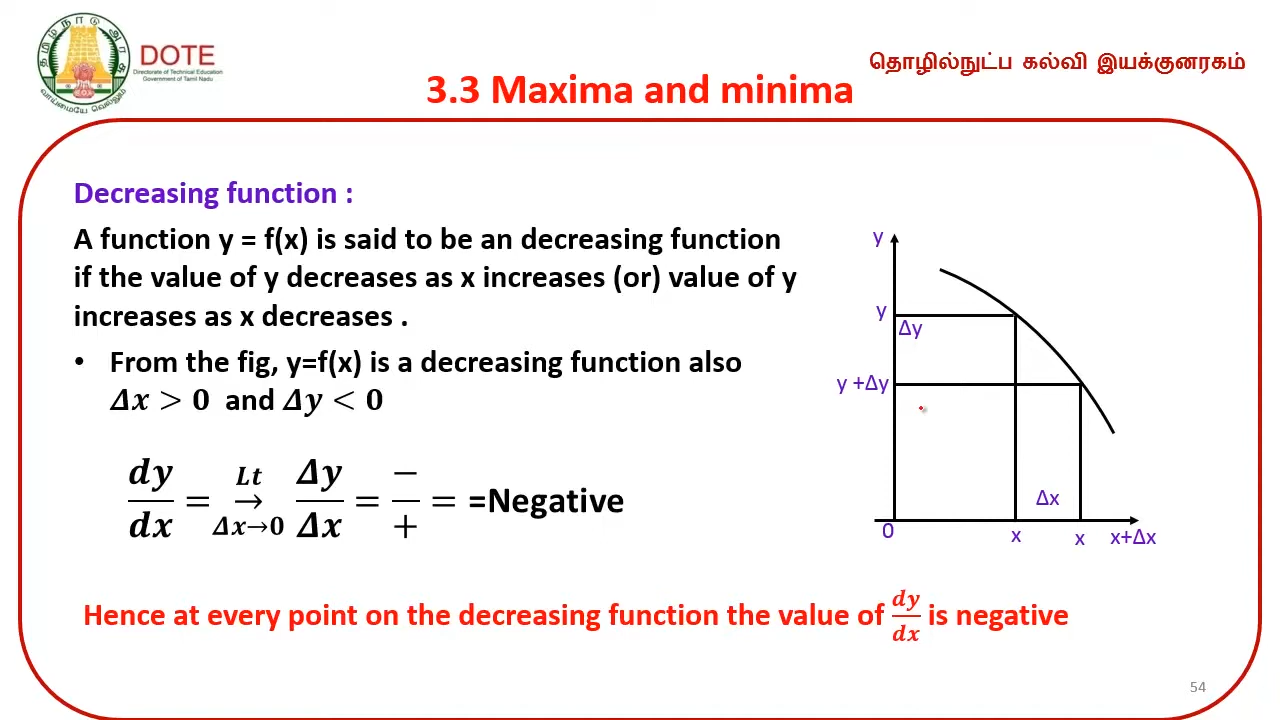 தமிழ்நாடு அரசு
வாய்மையே வெல்லும்
DOTE
Directorate of Technical Education
Government of Tamil Nadu
தொழில்நுட்ப கல்வி இயக்குனரகம்
3.3 Maxima and minima
Decreasing function :
A function y = f(x) is said to be an decreasing function
if the value of y decreases as x increases (or) value of y
increases as x decreases .
• From the fig, y=f(x) is a decreasing function also
Δx > 0 and Δy < 0
dy/dx = Lt → Δx→0 Δy/Δx = −/+ = =Negative
y
y
Δy
y +Δy
Δx
0
x
x
x+Δx
Hence at every point on the decreasing function the value of dy/dx is negative
54